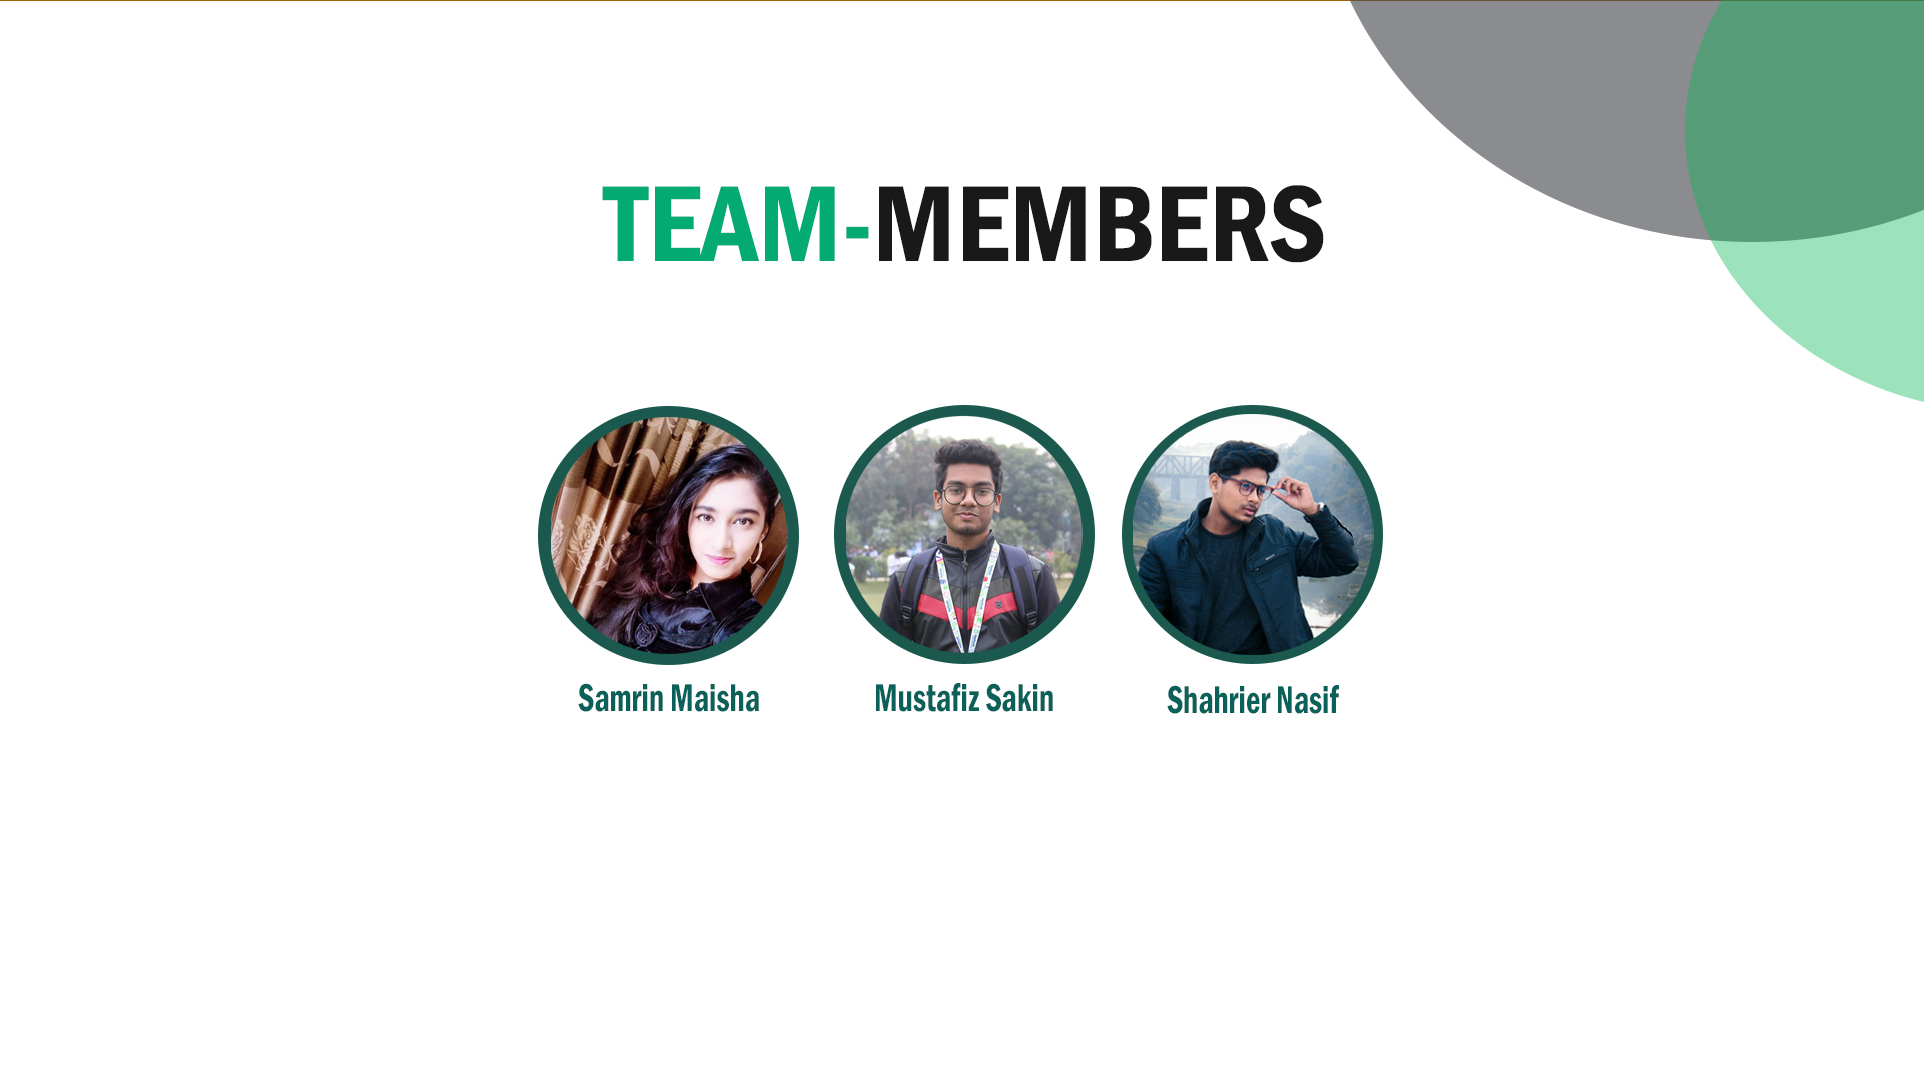 TEAM-MEMBERS
Samrin Maisha
Mustafiz Sakin
Shahrier Nasif